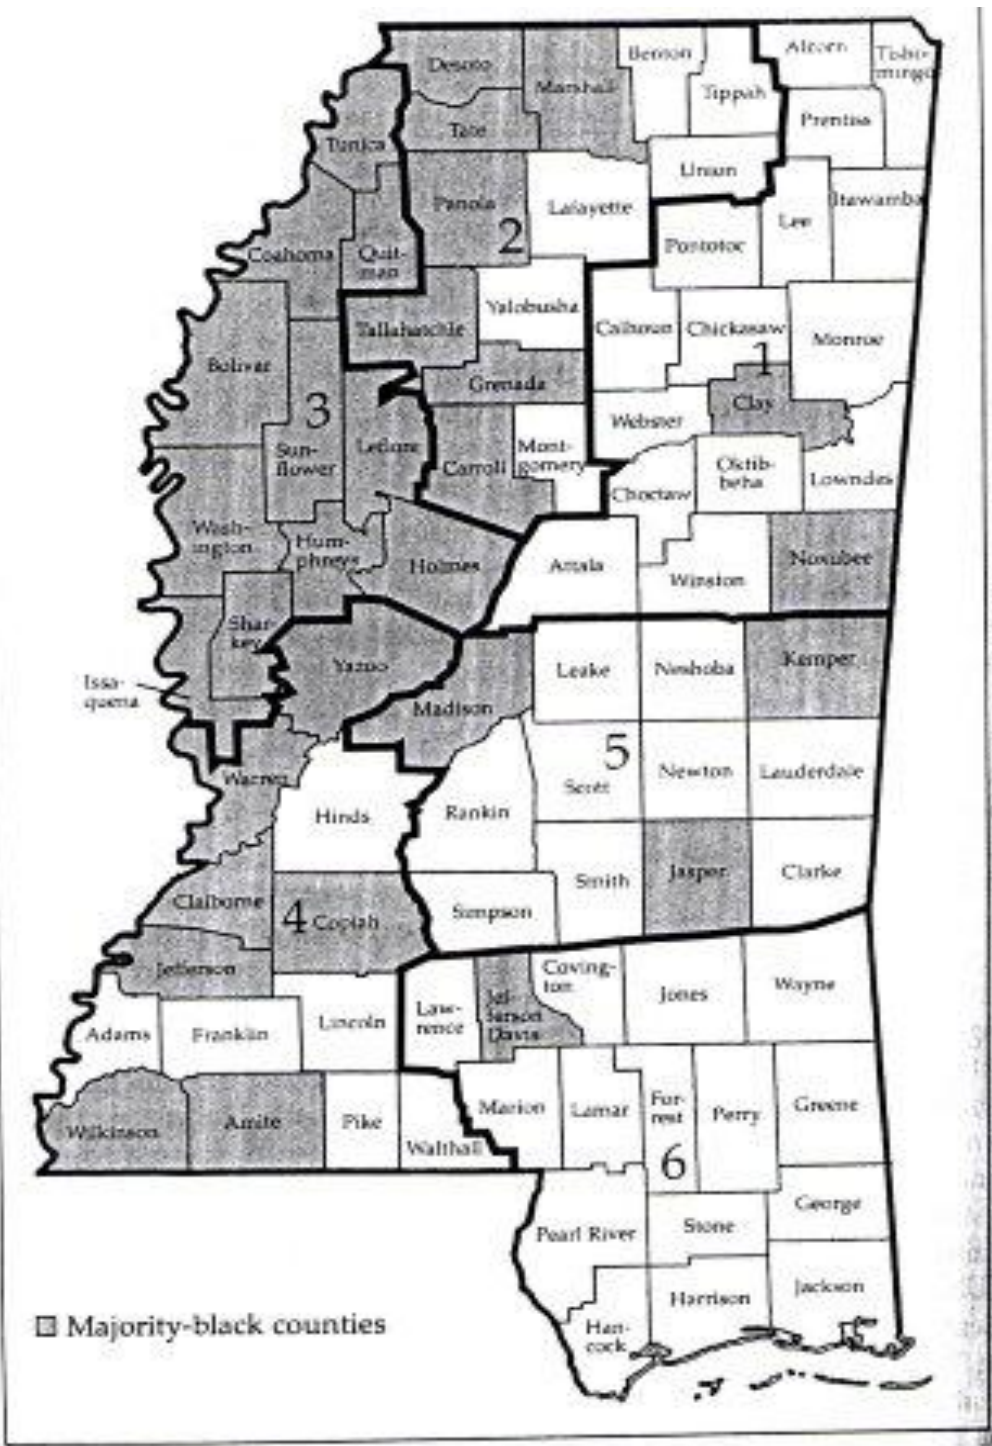 Desoto
Marshall
Benton
Tippah
Alcorn
Tisho-
mingo
Prentiss
Tunica
Tate
Union
Panola
Lafayette
Itawamba
Lee
Pontotoc
Coahoma
Quit-
man
2
Tallahatchie
Yalobusha
Calhoun
Chickasaw
Monroe
1
Bolivar
Grenada
Clay
3
Webster
Sun-
flower
Leflore
Carroll
Mont-
gomery
Oktib-
beha
Lowndes
Choctaw
Wash-
ington
Hum-
phreys
Holmes
Attala
Winston
Noxubee
Shar-
key
Yazoo
Leake
Neshoba
Kemper
Issa-
quena
Madison
5
Scott
Newton
Lauderdale
Warren
Hinds
Rankin
Smith
Jasper
Clarke
Claiborne
4
Copiah
Simpson
Jefferson
Coving-
ton
Jones
Wayne
Adams
Franklin
Lincoln
Law-
rence
Jef-
ferson
Davis
Wilkinson
Amite
Pike
Walthall
Marion
Lamar
For-
rest
Perry
Greene
6
George
Pearl River
Stone
Harrison
Jackson
Han-
cock
Majority-black counties